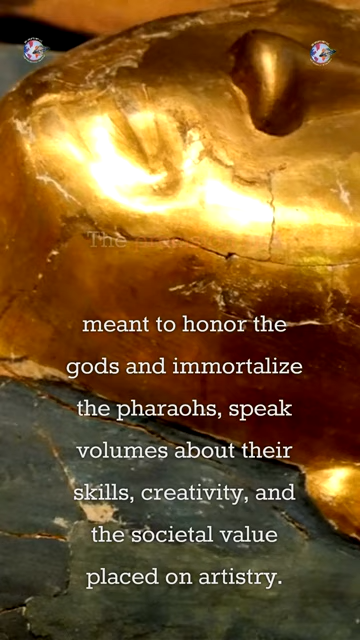 The
meant to honor the
gods and immortalize
the pharaohs, speak
volumes about their
skills, creativity, and
the societal value
placed on artistry.